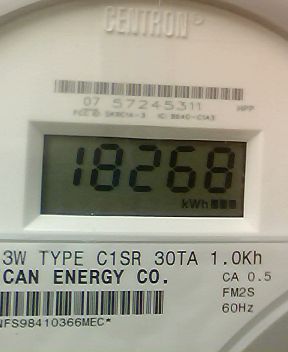 CENTRON
07 57245311
18268
kWh
3W TYPE C1SR 30TA 1.0Kh
CAN ENERGY CO. CA 0.5
FM2S
60Hz
NFS98410366MEC*